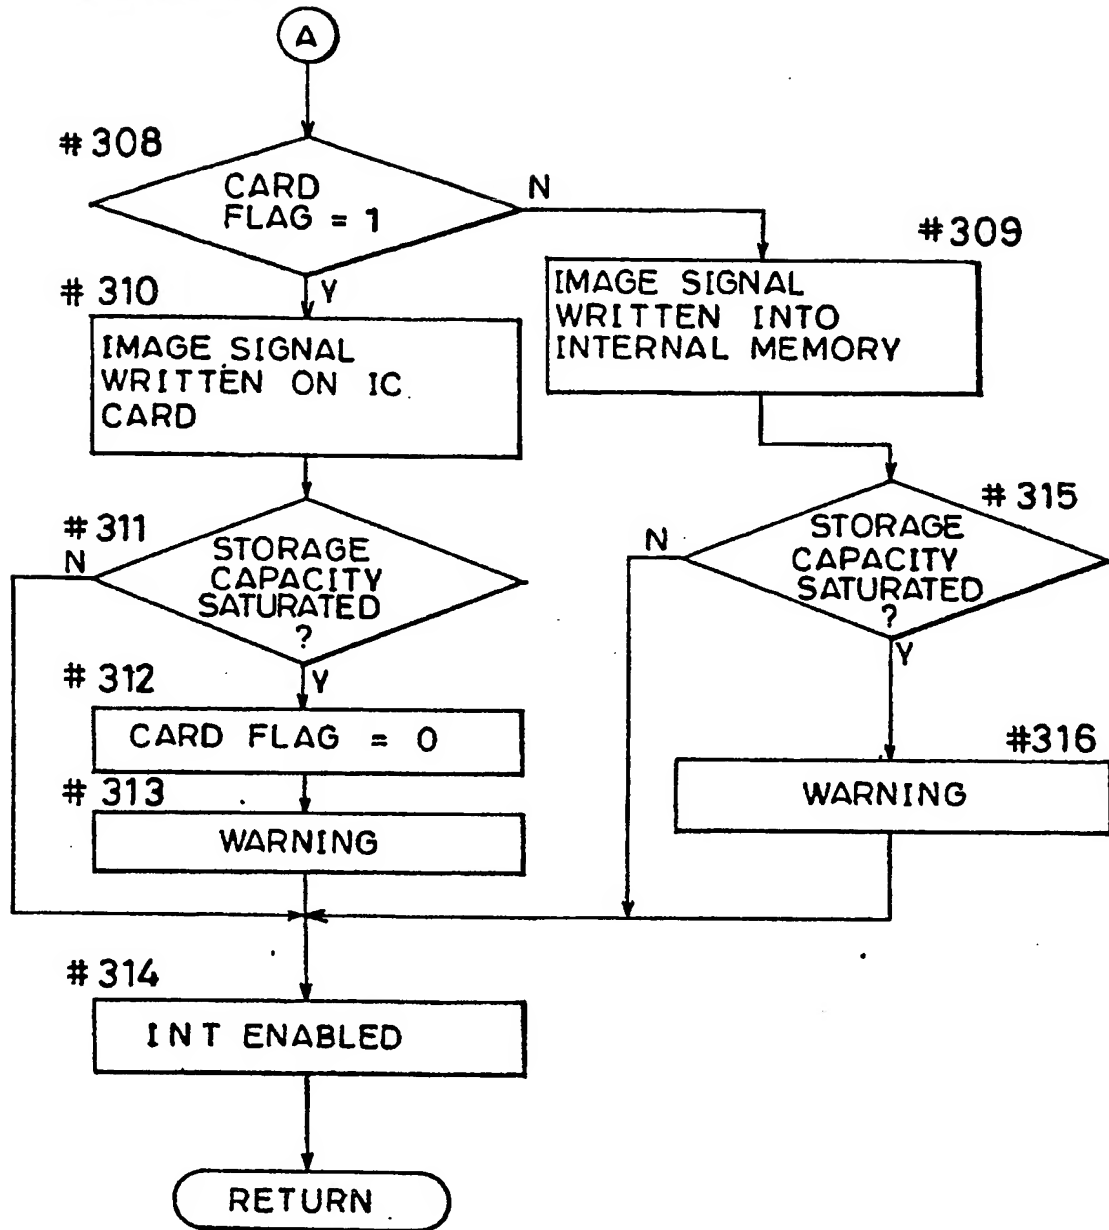 A
#308
CARD
FLAG = 1
N
Y
#309
IMAGE SIGNAL
WRITTEN INTO
INTERNAL MEMORY
#310
IMAGE SIGNAL
WRITTEN ON IC
CARD
#311
N
STORAGE
CAPACITY
SATURATED
?
Y
#315
N
STORAGE
CAPACITY
SATURATED
?
Y
#312
CARD FLAG = 0
#313
WARNING
#316
WARNING
#314
INT ENABLED
RETURN